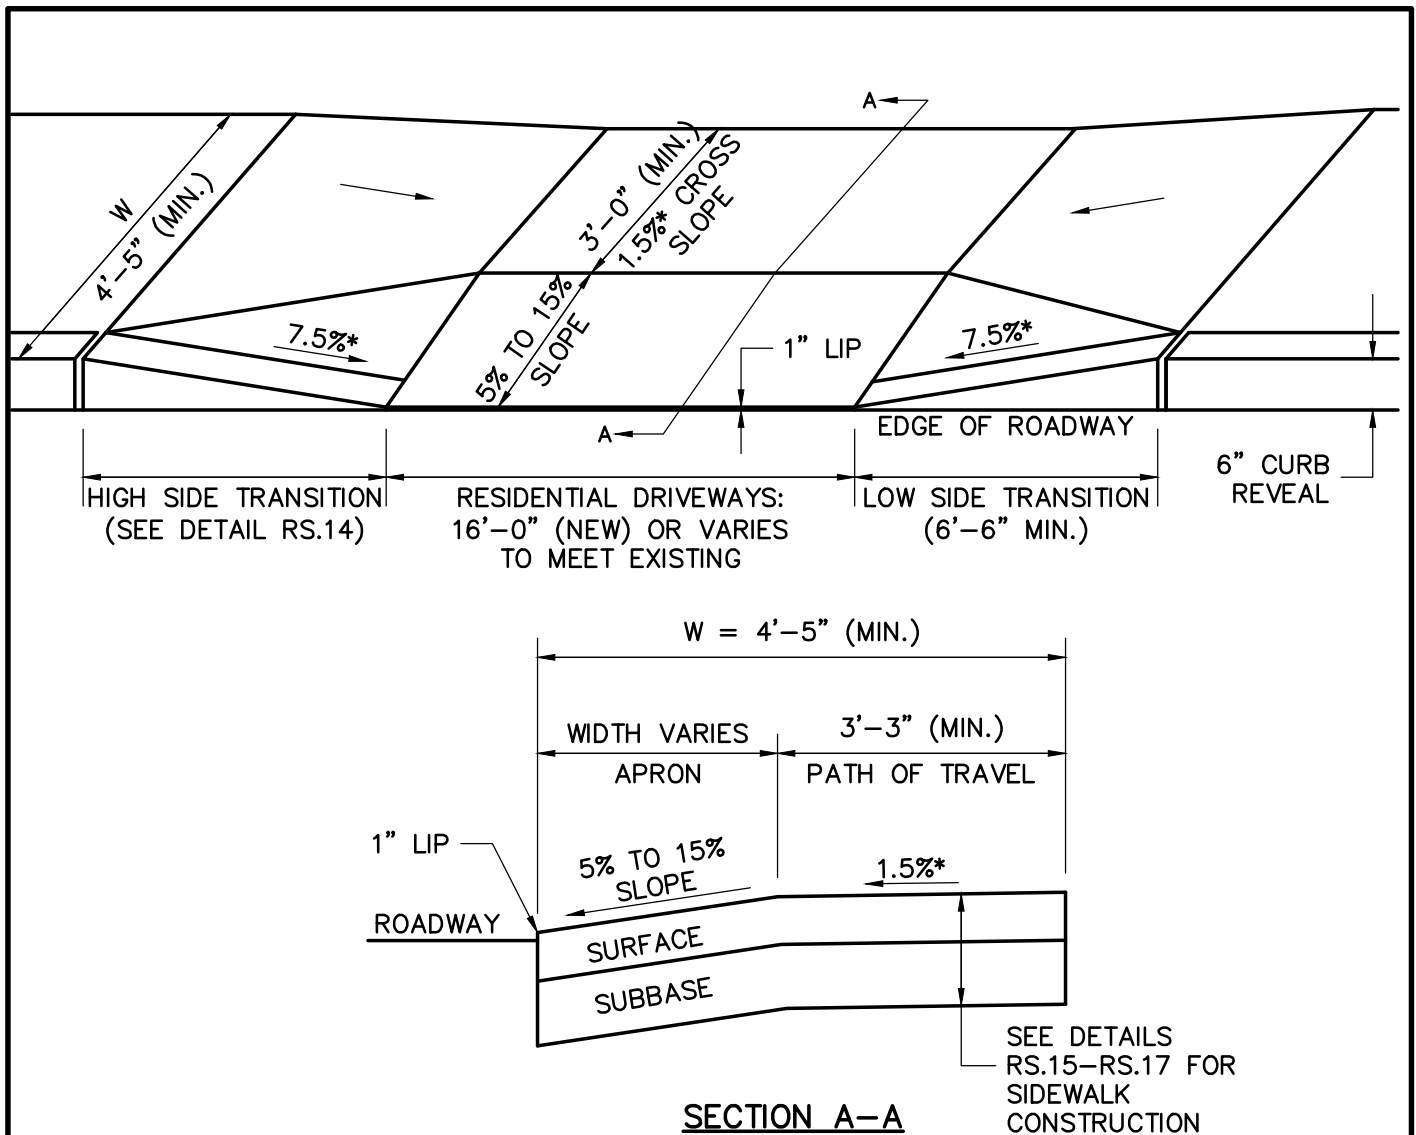 A
W
4'-5" (MIN.)
3'-0" (MIN.)
1.5%* CROSS
SLOPE
5% TO 15%
SLOPE
7.5%*
7.5%*
1" LIP
A
EDGE OF ROADWAY
6" CURB
REVEAL
HIGH SIDE TRANSITION
(SEE DETAIL RS.14)
RESIDENTIAL DRIVEWAYS:
16'-0" (NEW) OR VARIES
TO MEET EXISTING
LOW SIDE TRANSITION
(6'-6" MIN.)
W = 4'-5" (MIN.)
WIDTH VARIES
APRON
3'-3" (MIN.)
PATH OF TRAVEL
1" LIP
5% TO 15%
SLOPE
1.5%*
ROADWAY
SURFACE
SUBBASE
SEE DETAILS
RS.15-RS.17 FOR
SIDEWALK
CONSTRUCTION
SECTION A-A